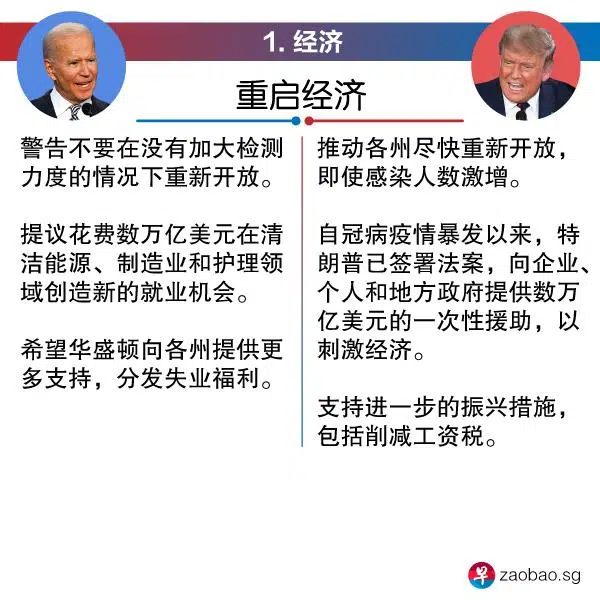 1. 经济
重启经济
警告不要在没有加大检测
力度的情况下重新开放。
提议花费数万亿美元在清
洁能源、制造业和护理领
域创造新的就业机会。
希望华盛顿向各州提供更
多支持，分发失业福利。
推动各州尽快重新开放，
即使感染人数激增。
自冠病疫情暴发以来，特
朗普已签署法案，向企业、
个人和地方政府提供数万
亿美元的一次性援助，以
刺激经济。
支持进一步的振兴措施，
包括削减工资税。
早 zaobao.sg